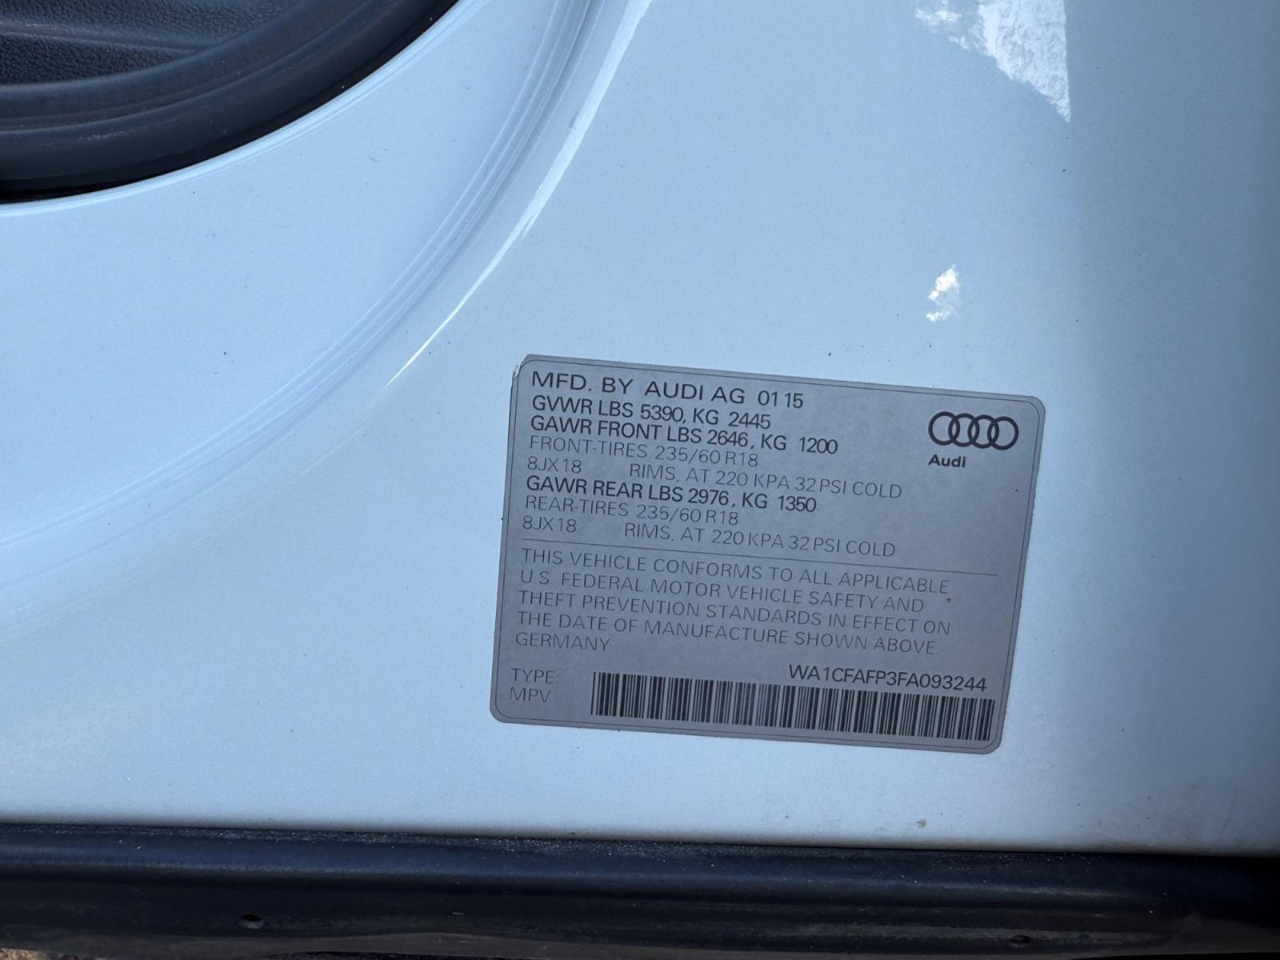 MFD. BY AUDI AG 01 15
GVWR LBS 5390, KG 2445
GAWR FRONT LBS 2646, KG 1200
FRONT-TIRES 235/60 R18
8JX18 RIMS, AT 220 KPA 32 PSI COLD
GAWR REAR LBS 2976, KG 1350
REAR-TIRES 235/60 R18
8JX18 RIMS, AT 220 KPA 32 PSI COLD
Audi
THIS VEHICLE CONFORMS TO ALL APPLICABLE
U.S. FEDERAL MOTOR VEHICLE SAFETY AND
THEFT PREVENTION STANDARDS IN EFFECT ON
THE DATE OF MANUFACTURE SHOWN ABOVE.
GERMANY
WA1CFAFP3FA093244
TYPE:
MPV